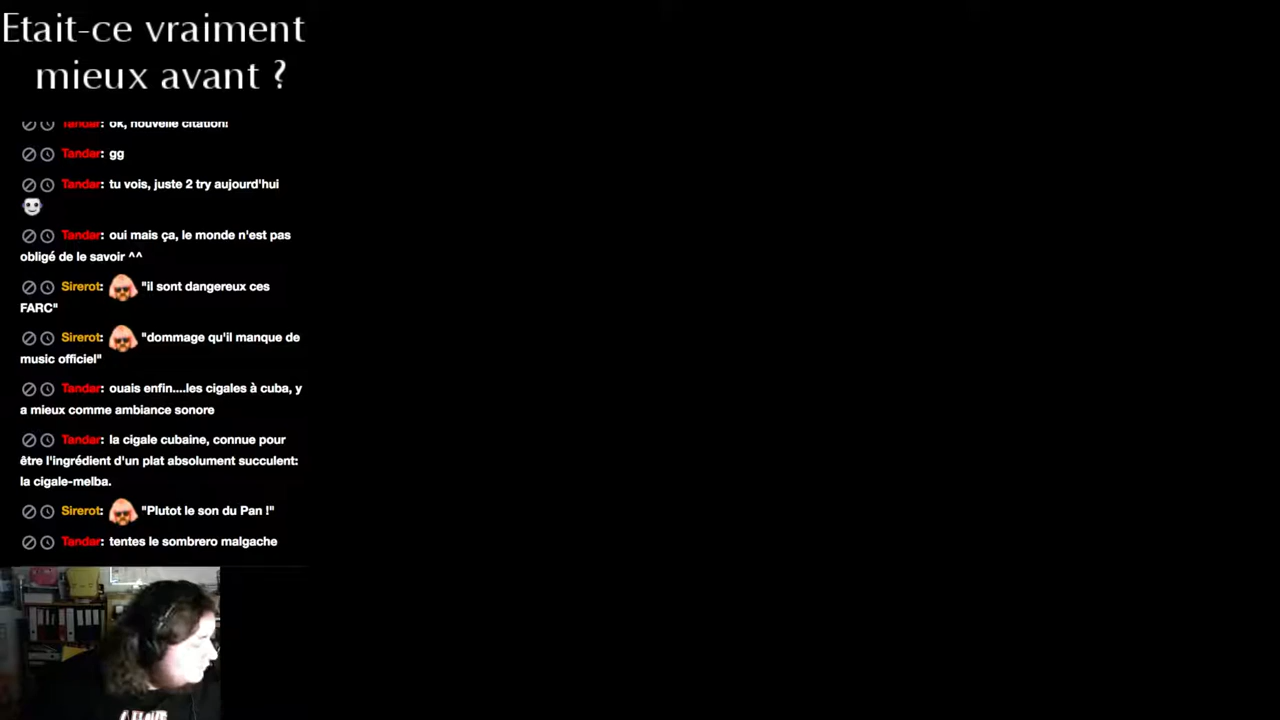 Etait-ce vraiment
mieux avant ?
Tandar: ok, nouvelle citation!
Tandar: gg
Tandar: tu vois, juste 2 try aujourd'hui
Tandar: oui mais ça, le monde n'est pas
obligé de le savoir ^^
Sirerot: "il sont dangereux ces
FARC"
Sirerot: "dommage qu'il manque de
music officiel"
Tandar: ouais enfin....les cigales à cuba, y
a mieux comme ambiance sonore
Tandar: la cigale cubaine, connue pour
être l'ingrédient d'un plat absolument succulent:
la cigale-melba.
Sirerot: "Plutot le son du Pan !"
Tandar: tentes le sombrero malgache